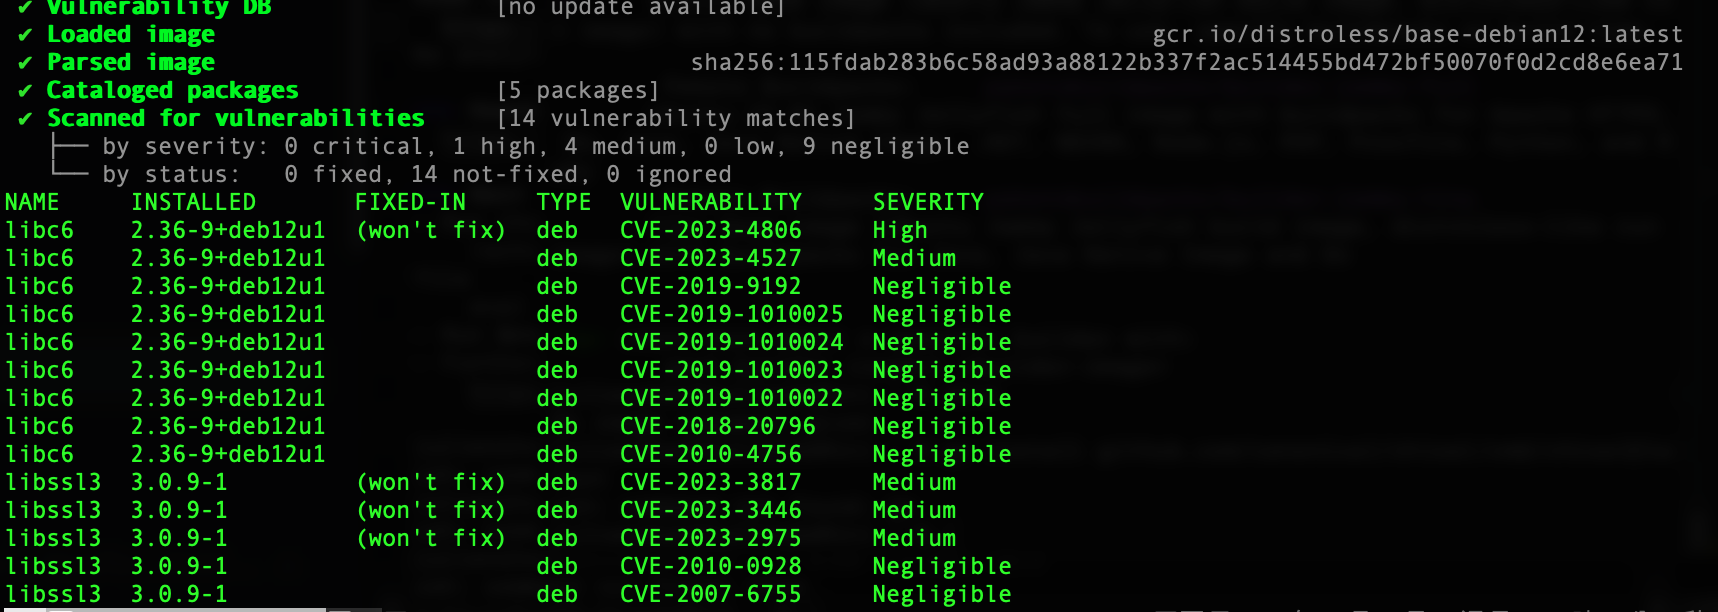 ✔ Vulnerability DB [no update available]
✔ Loaded image gcr.io/distroless/base-debian12:latest
✔ Parsed image sha256:115fdab283b6c58ad93a88122b337f2ac514455bd472bf50070f0d2cd8e6ea71
✔ Cataloged packages [5 packages]
✔ Scanned for vulnerabilities [14 vulnerability matches]
├── by severity: 0 critical, 1 high, 4 medium, 0 low, 9 negligible
└── by status: 0 fixed, 14 not-fixed, 0 ignored
NAME INSTALLED FIXED-IN TYPE VULNERABILITY SEVERITY
libc6 2.36-9+deb12u1 (won't fix) deb CVE-2023-4806 High
libc6 2.36-9+deb12u1 deb CVE-2023-4527 Medium
libc6 2.36-9+deb12u1 deb CVE-2019-9192 Negligible
libc6 2.36-9+deb12u1 deb CVE-2019-1010025 Negligible
libc6 2.36-9+deb12u1 deb CVE-2019-1010024 Negligible
libc6 2.36-9+deb12u1 deb CVE-2019-1010023 Negligible
libc6 2.36-9+deb12u1 deb CVE-2019-1010022 Negligible
libc6 2.36-9+deb12u1 deb CVE-2018-20796 Negligible
libc6 2.36-9+deb12u1 deb CVE-2010-4756 Negligible
libssl3 3.0.9-1 (won't fix) deb CVE-2023-3817 Medium
libssl3 3.0.9-1 (won't fix) deb CVE-2023-3446 Medium
libssl3 3.0.9-1 (won't fix) deb CVE-2023-2975 Medium
libssl3 3.0.9-1 deb CVE-2010-0928 Negligible
libssl3 3.0.9-1 deb CVE-2007-6755 Negligible